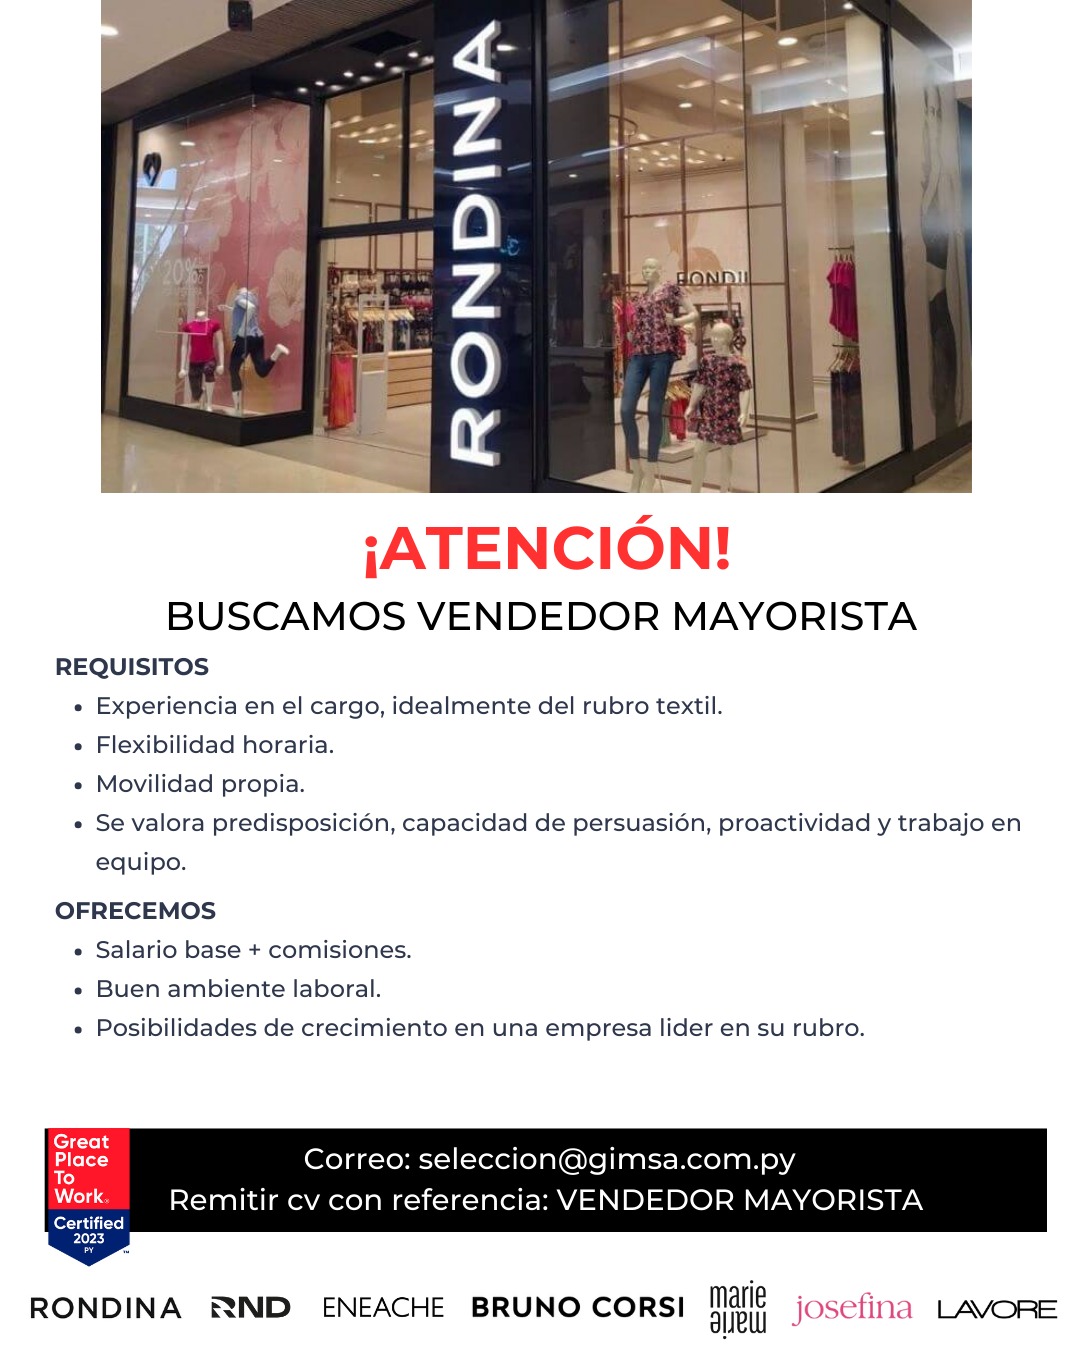 RONDINA
20%
RONDI
¡ATENCIÓN!
BUSCAMOS VENDEDOR MAYORISTA
REQUISITOS
• Experiencia en el cargo, idealmente del rubro textil.
• Flexibilidad horaria.
• Movilidad propia.
• Se valora predisposición, capacidad de persuasión, proactividad y trabajo en
equipo.
OFRECEMOS
• Salario base + comisiones.
• Buen ambiente laboral.
• Posibilidades de crecimiento en una empresa lider en su rubro.
Great
Place
To
Work®
Certified
2023
PY
™
Correo: seleccion@gimsa.com.py
Remitir cv con referencia: VENDEDOR MAYORISTA
RONDINA RND ENEACHE BRUNO CORSI marie marie josefina LAVORE